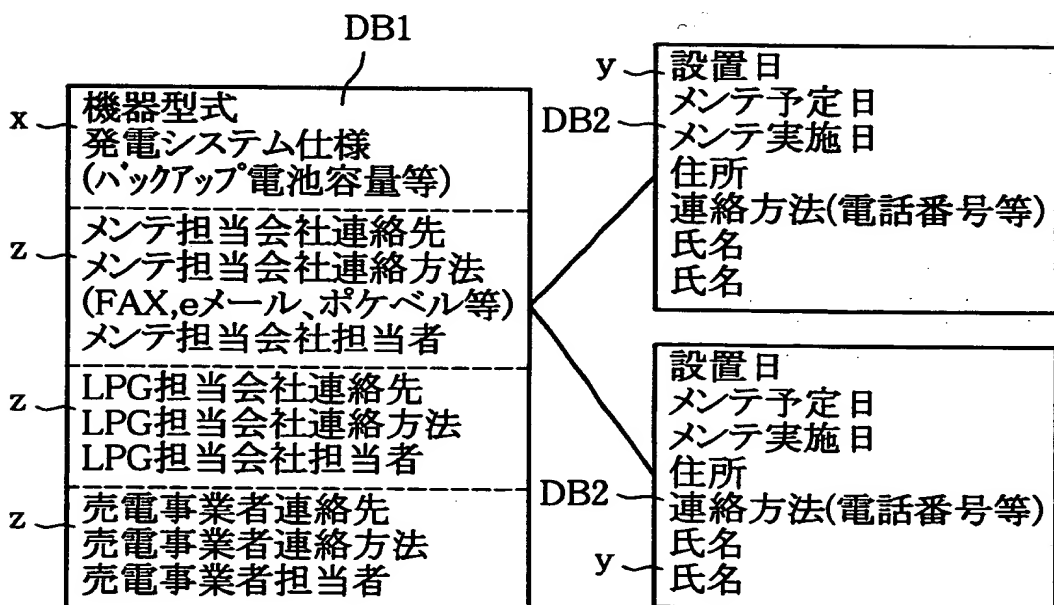 DB1
x
機器型式
発電システム仕様
(バックアップ電池容量等)
z
メンテ担当会社連絡先
メンテ担当会社連絡方法
(FAX,eメール、ポケベル等)
メンテ担当会社担当者
z
LPG担当会社連絡先
LPG担当会社連絡方法
LPG担当会社担当者
z
売電事業者連絡先
売電事業者連絡方法
売電事業者担当者
y
DB2
設置日
メンテ予定日
メンテ実施日
住所
連絡方法(電話番号等)
氏名
氏名
設置日
メンテ予定日
メンテ実施日
住所
DB2
連絡方法(電話番号等)
氏名
y
氏名